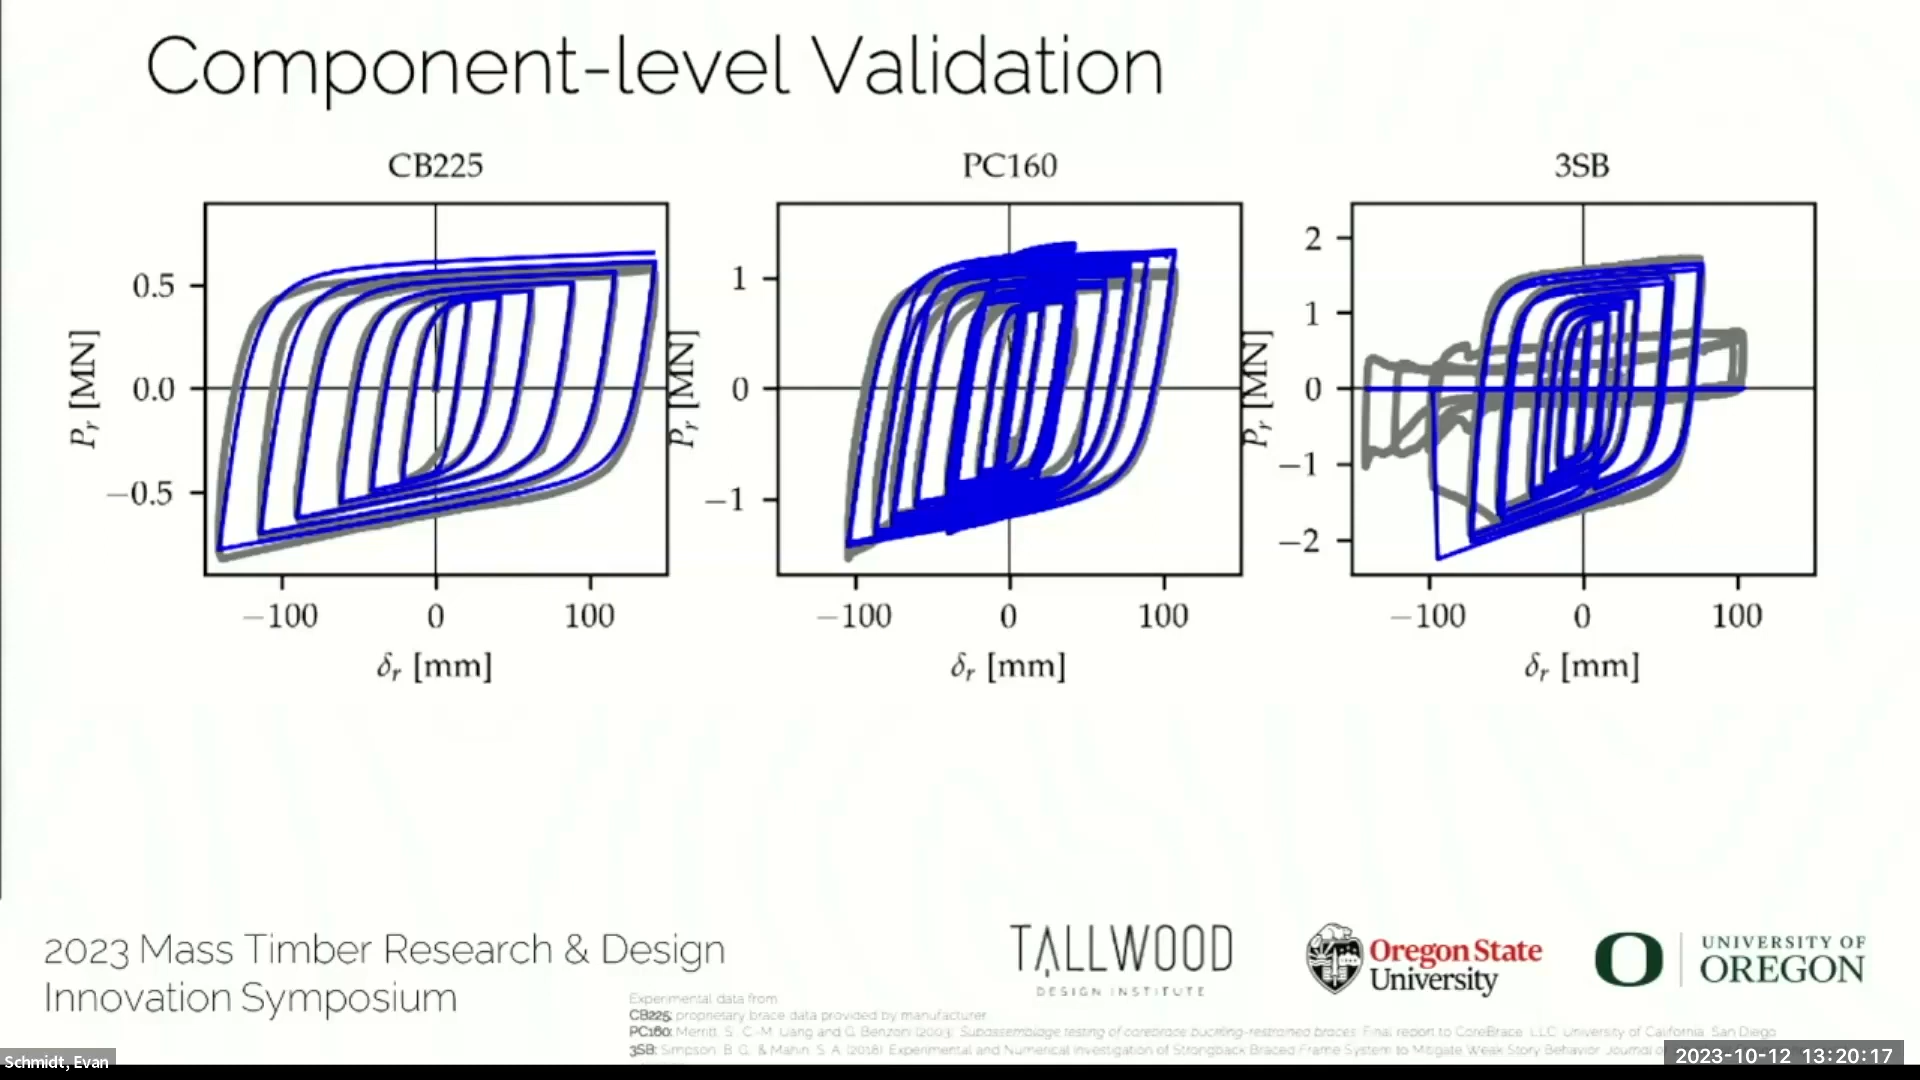 Component-level Validation
CB225
PC160
3SB
P_r [MN]
0.5
0.0
−0.5
−100
0
100
δ_r [mm]
P_r [MN]
1
0
−1
−100
0
100
δ_r [mm]
P_r [MN]
2
1
0
−1
−2
−100
0
100
δ_r [mm]
2023 Mass Timber Research & Design
Innovation Symposium
TALLWOOD
DESIGN INSTITUTE
Oregon State
University
O
UNIVERSITY OF
OREGON
Experimental data from:
CB225: proprietary brace data provided by manufacturer
PC160: Merritt, S., C.-M. Uang and G. Benzoni (2003). Subassemblage testing of corebrace buckling-restrained braces. Final report to CoreBrace, LLC. University of California, San Diego
3SB: Simpson, B. G., & Mahin, S. A. (2018). Experimental and Numerical Investigation of Strongback Braced Frame System to Mitigate Weak Story Behavior. Journal
Schmidt, Evan
2023-10-12 13:20:17